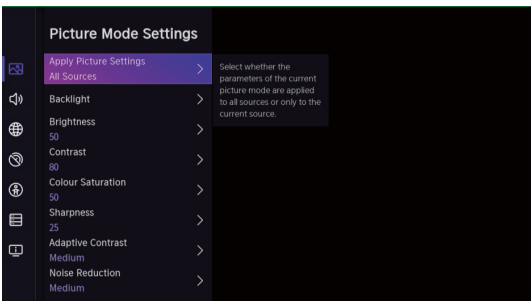 Picture Mode Settings
Apply Picture Settings
All Sources
Select whether the
parameters of the current
picture mode are applied
to all sources or only to the
current source.
Backlight
Brightness
50
Contrast
80
Colour Saturation
50
Sharpness
25
Adaptive Contrast
Medium
Noise Reduction
Medium